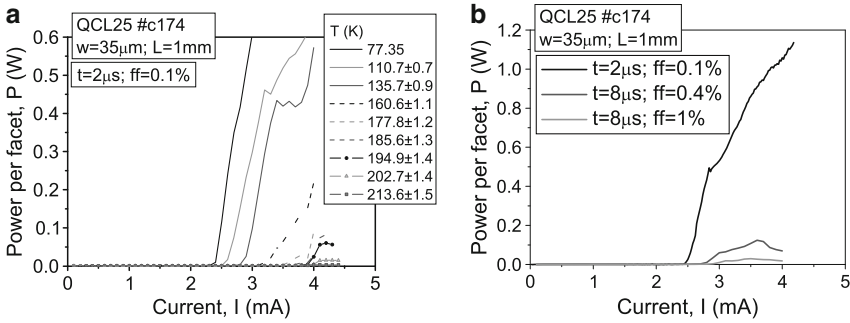 a
QCL25 #c174
w=35µm; L=1mm
t=2µs; ff=0.1%
T (K)
77.35
110.7±0.7
135.7±0.9
160.6±1.1
177.8±1.2
185.6±1.3
194.9±1.4
202.7±1.4
213.6±1.5
Power per facet, P (W)
0.6
0.5
0.4
0.3
0.2
0.1
0.0
0 1 2 3 4 5
Current, I (mA)
b
QCL25 #c174
w=35µm; L=1mm
t=2µs; ff=0.1%
t=8µs; ff=0.4%
t=8µs; ff=1%
Power per facet, P (W)
1.2
1.0
0.8
0.6
0.4
0.2
0.0
0 1 2 3 4 5
Current, I (mA)